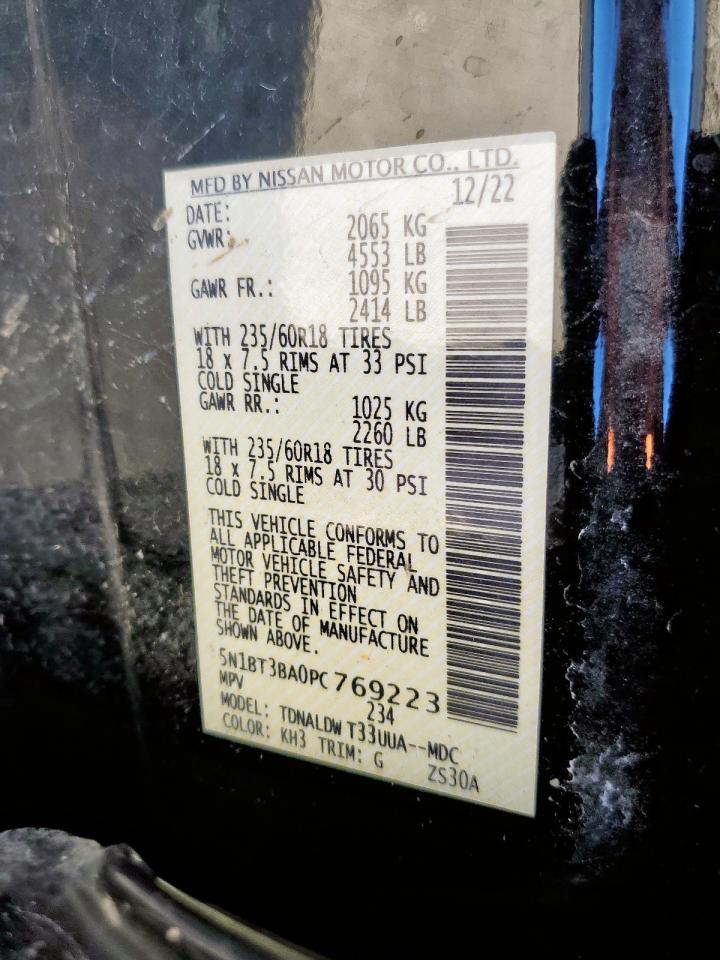 MFD BY NISSAN MOTOR CO., LTD.
DATE: 12/22
GVWR: 2065 KG
4553 LB
GAWR FR.: 1095 KG
2414 LB
WITH 235/60R18 TIRES
18 x 7.5 RIMS AT 33 PSI
COLD SINGLE
GAWR RR.: 1025 KG
2260 LB
WITH 235/60R18 TIRES
18 x 7.5 RIMS AT 30 PSI
COLD SINGLE
THIS VEHICLE CONFORMS TO
ALL APPLICABLE FEDERAL
MOTOR VEHICLE SAFETY AND
THEFT PREVENTION
STANDARDS IN EFFECT ON
THE DATE OF MANUFACTURE
SHOWN ABOVE.
5N1BT3BA0PC769223
MPV 234
MODEL: TDNALDW T33UUA--MDC
COLOR: KH3 TRIM: G ZS30A